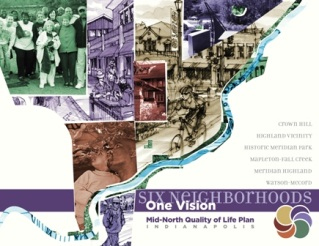 CROWN HILL
HIGHLAND VICINITY
HISTORIC MERIDIAN PARK
MAPLETON-FALL CREEK
MERIDIAN HIGHLAND
WATSON-MCCORD
SIX NEIGHBORHOODS
One Vision
Mid-North Quality of Life Plan
INDIANAPOLIS